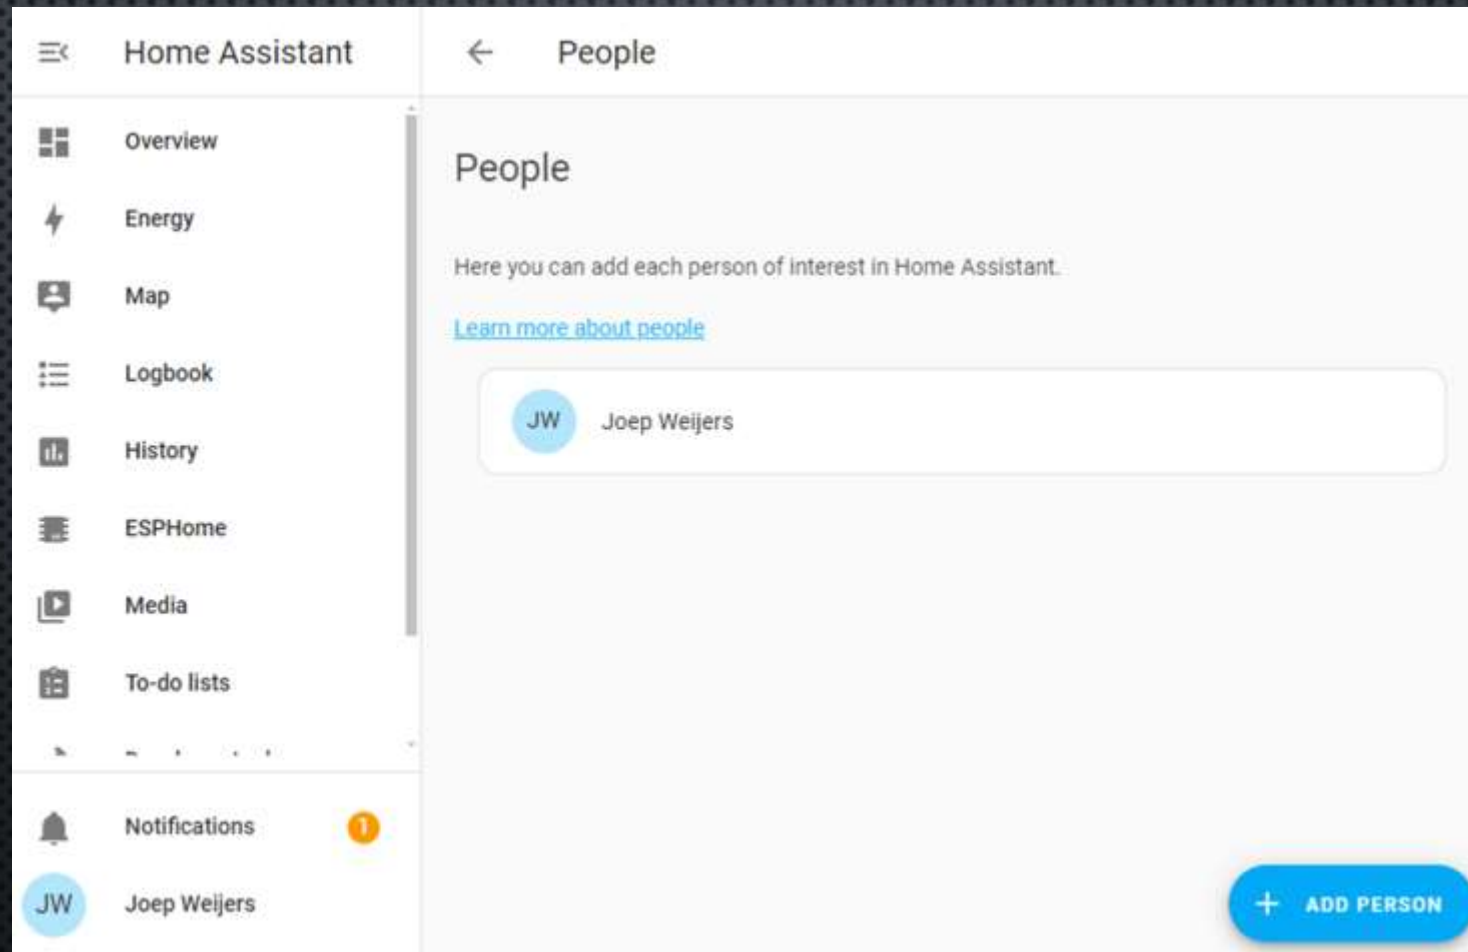 Home Assistant
People
Overview
Energy
Map
Logbook
History
ESPHome
Media
To-do lists
Notifications
1
JW
Joep Weijers
People
Here you can add each person of interest in Home Assistant.
Learn more about people
JW
Joep Weijers
ADD PERSON